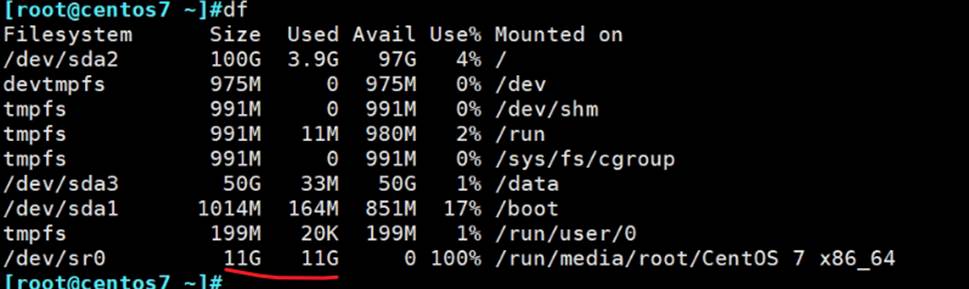 [root@centos7 ~]#df
Filesystem Size Used Avail Use% Mounted on
/dev/sda2 100G 3.9G 97G 4% /
devtmpfs 975M 0 975M 0% /dev
tmpfs 991M 0 991M 0% /dev/shm
tmpfs 991M 11M 980M 2% /run
tmpfs 991M 0 991M 0% /sys/fs/cgroup
/dev/sda3 50G 33M 50G 1% /data
/dev/sda1 1014M 164M 851M 17% /boot
tmpfs 199M 20K 199M 1% /run/user/0
/dev/sr0 11G 11G 0 100% /run/media/root/CentOS 7 x86_64
[root@centos7 ~]#